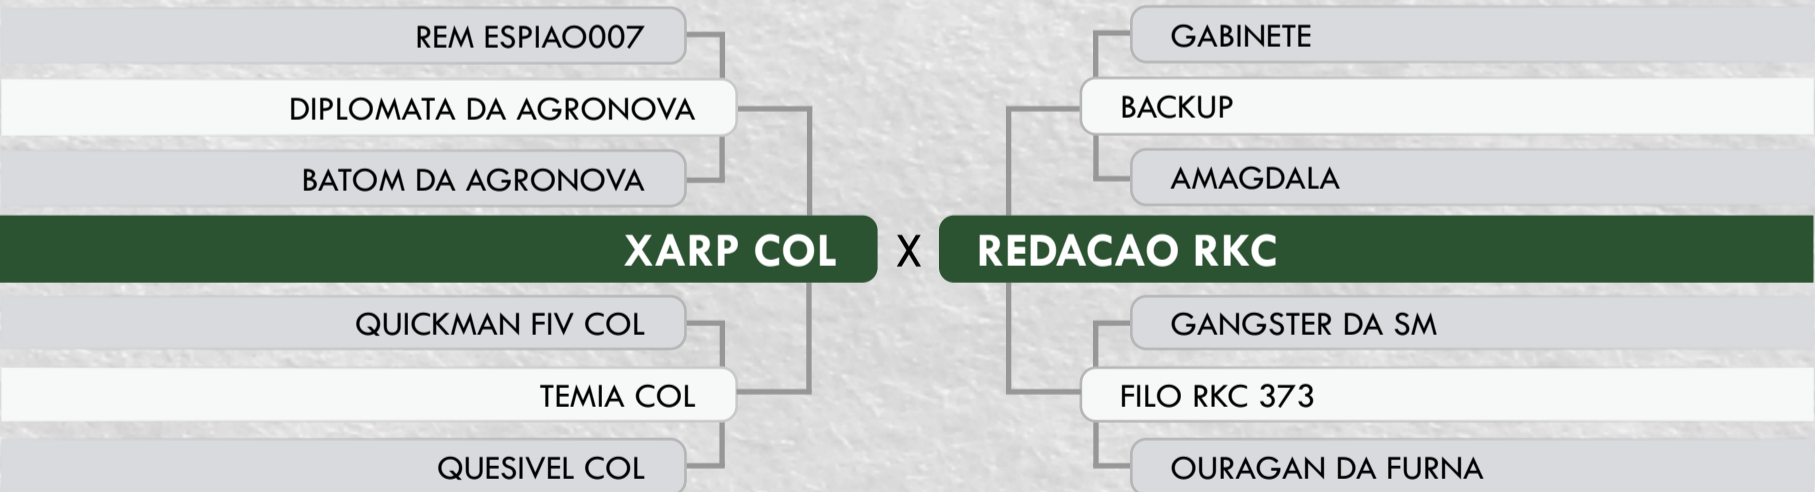 REM ESPIAO007
DIPLOMATA DA AGRONOVA
BATOM DA AGRONOVA
XARP COL
QUICKMAN FIV COL
TEMIA COL
QUESIVEL COL
X
GABINETE
BACKUP
AMAGDALA
REDACAO RKC
GANGSTER DA SM
FILO RKC 373
OURAGAN DA FURNA